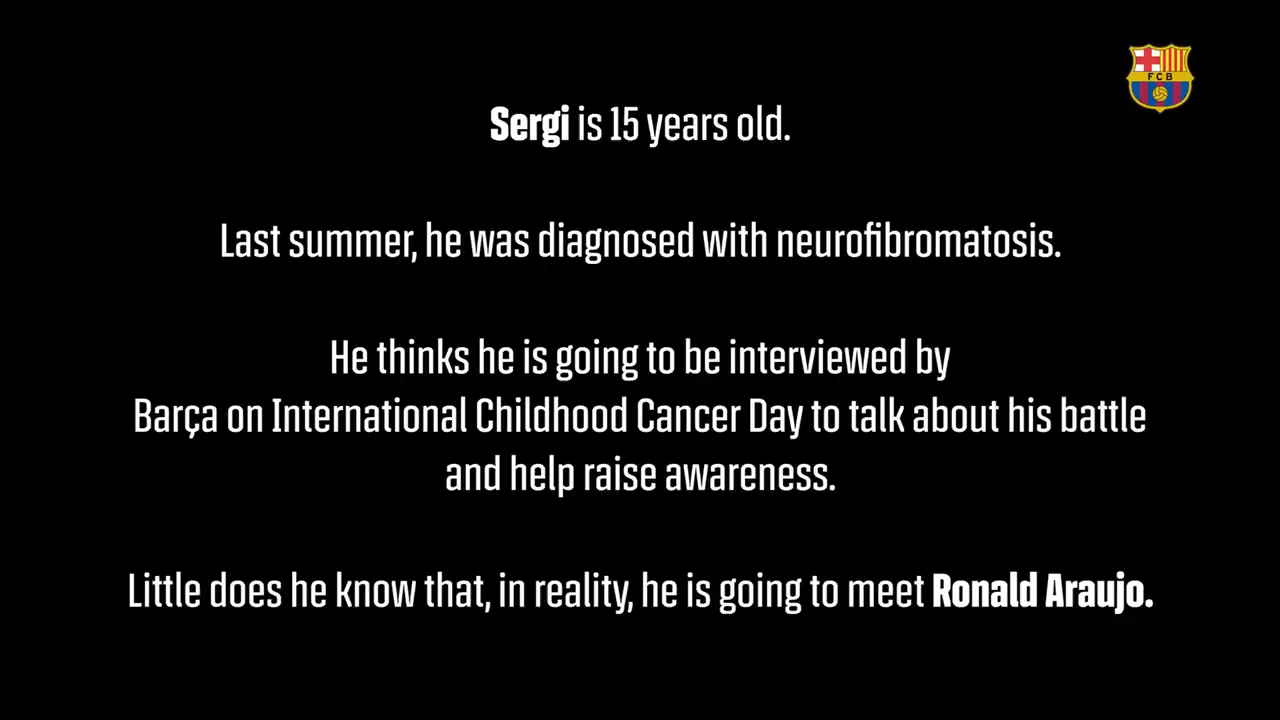 FCB
Sergi is 15 years old.
Last summer, he was diagnosed with neurofibromatosis.
He thinks he is going to be interviewed by
Barça on International Childhood Cancer Day to talk about his battle
and help raise awareness.
Little does he know that, in reality, he is going to meet Ronald Araujo.